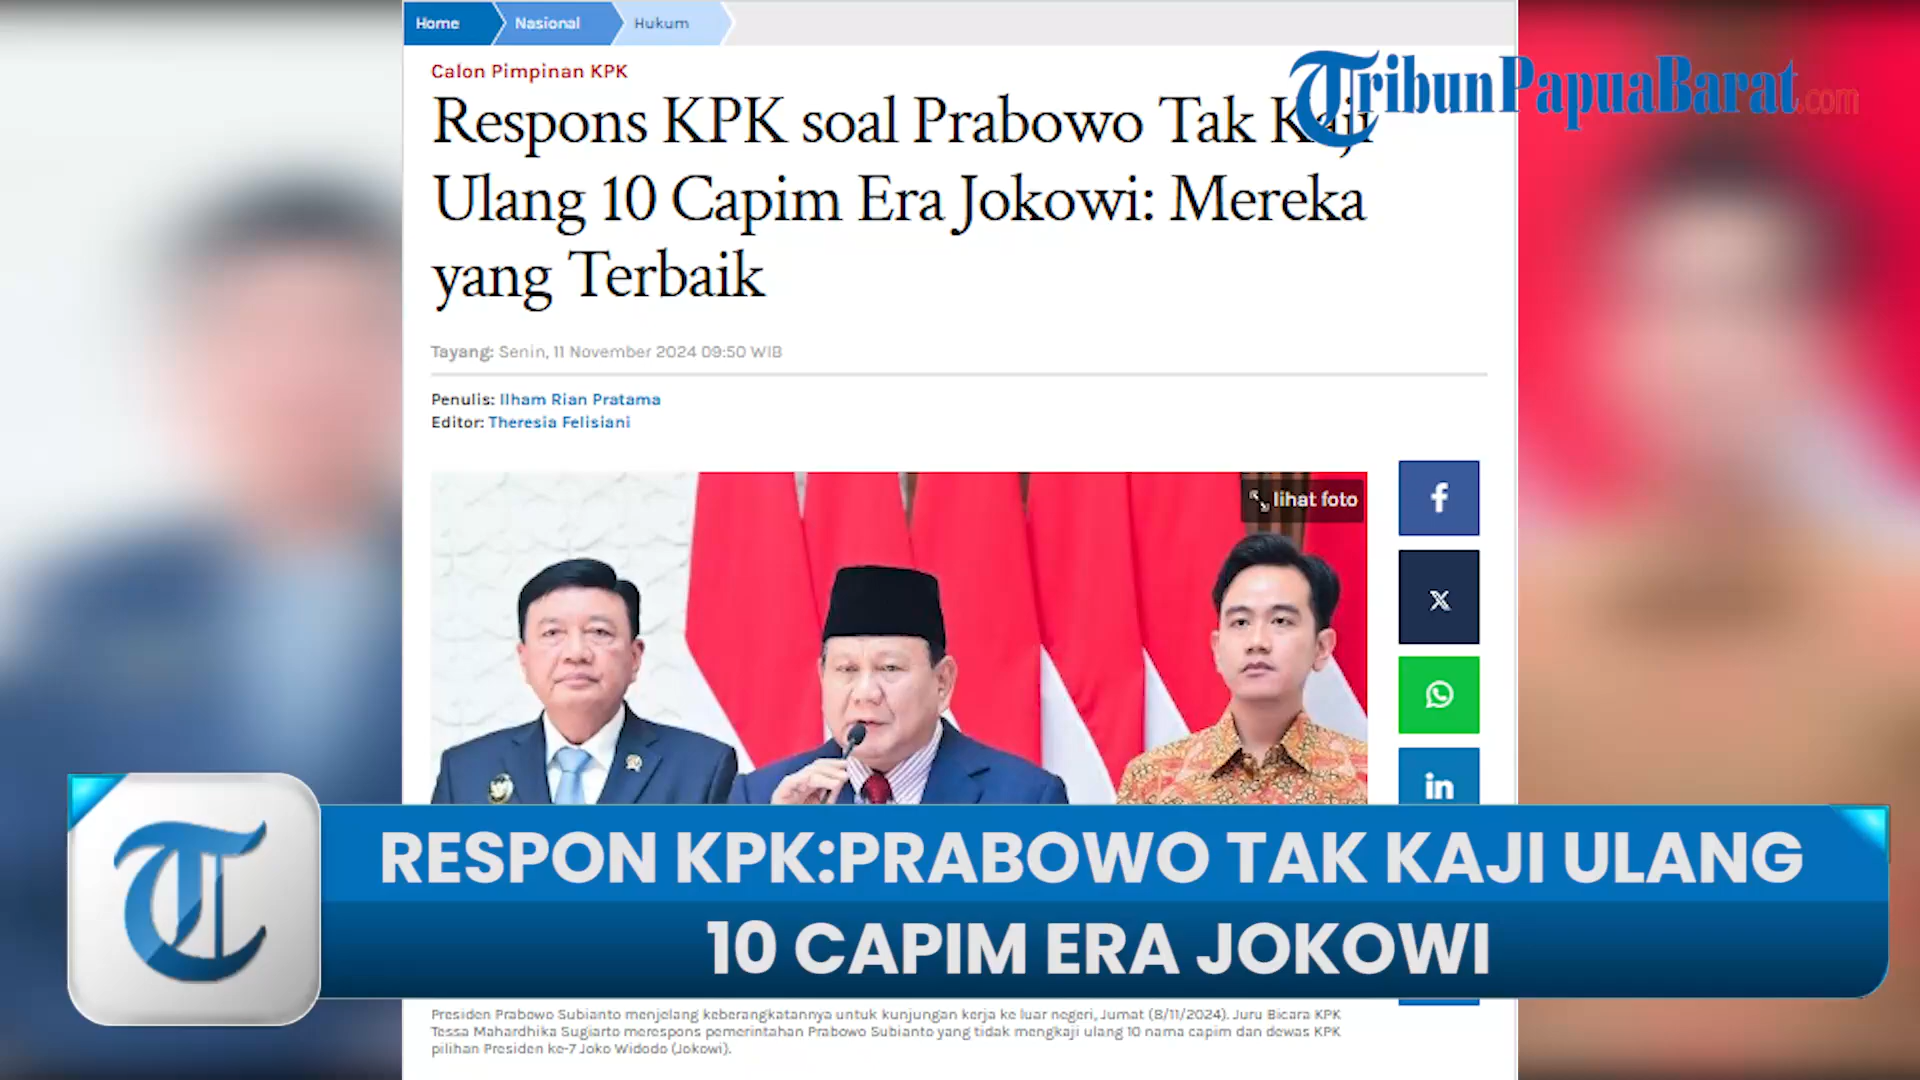 Home Nasional Hukum
TribunPapuaBarat.com
Calon Pimpinan KPK
Respons KPK soal Prabowo Tak Kaji
Ulang 10 Capim Era Jokowi: Mereka
yang Terbaik
Tayang: Senin, 11 November 2024 09:50 WIB
Penulis: Ilham Rian Pratama
Editor: Theresia Felisiani
lihat foto
f
X
in
T
RESPON KPK:PRABOWO TAK KAJI ULANG
10 CAPIM ERA JOKOWI
Presiden Prabowo Subianto menjelang keberangkatannya untuk kunjungan kerja ke luar negeri, Jumat (8/11/2024). Juru Bicara KPK
Tessa Mahardhika Sugiarto merespons pemerintahan Prabowo Subianto yang tidak mengkaji ulang 10 nama capim dan dewas KPK
pilihan Presiden ke-7 Joko Widodo (Jokowi).